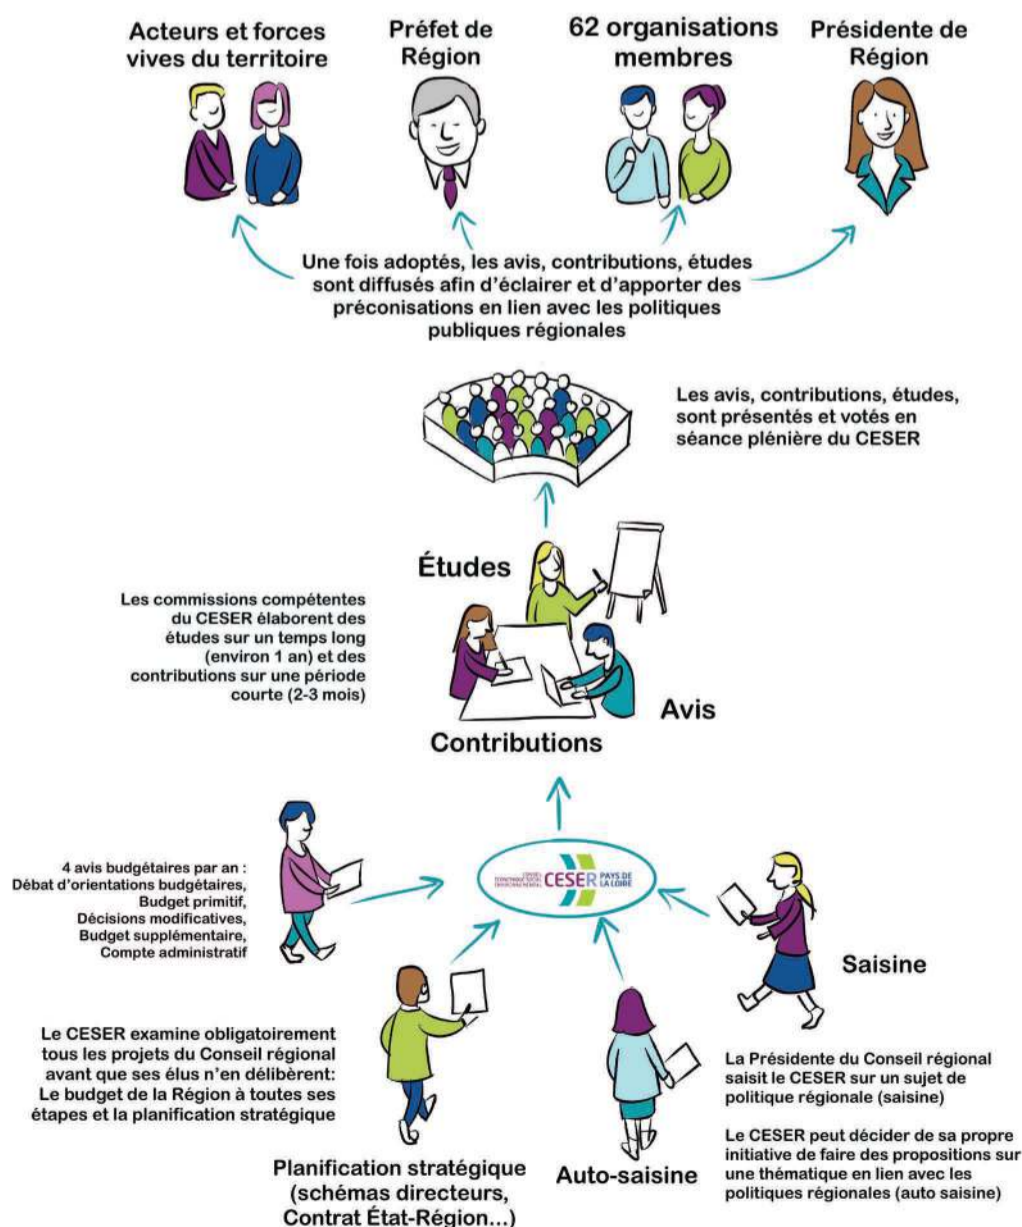 Acteurs et forces
vives du territoire
Préfet de
Région
62 organisations
membres
Présidente de
Région
Une fois adoptés, les avis, contributions, études
sont diffusés afin d'éclairer et d'apporter des
préconisations en lien avec les politiques
publiques régionales
Les avis, contributions, études,
sont présentés et votés en
séance plénière du CESER
Études
Les commissions compétentes
du CESER élaborent des
études sur un temps long
(environ 1 an) et des
contributions sur une période
courte (2-3 mois)
Avis
Contributions
4 avis budgétaires par an :
Débat d'orientations budgétaires,
Budget primitif,
Décisions modificatives,
Budget supplémentaire,
Compte administratif
CONSEIL
ÉCONOMIQUE SOCIAL
ENVIRONNEMENTAL
CESER
PAYS DE
LA LOIRE
Saisine
Le CESER examine obligatoirement
tous les projets du Conseil régional
avant que ses élus n'en délibèrent:
Le budget de la Région à toutes ses
étapes et la planification stratégique
Planification stratégique
(schémas directeurs,
Contrat État-Région...)
Auto-saisine
La Présidente du Conseil régional
saisit le CESER sur un sujet de
politique régionale (saisine)
Le CESER peut décider de sa propre
initiative de faire des propositions sur
une thématique en lien avec les
politiques régionales (auto saisine)